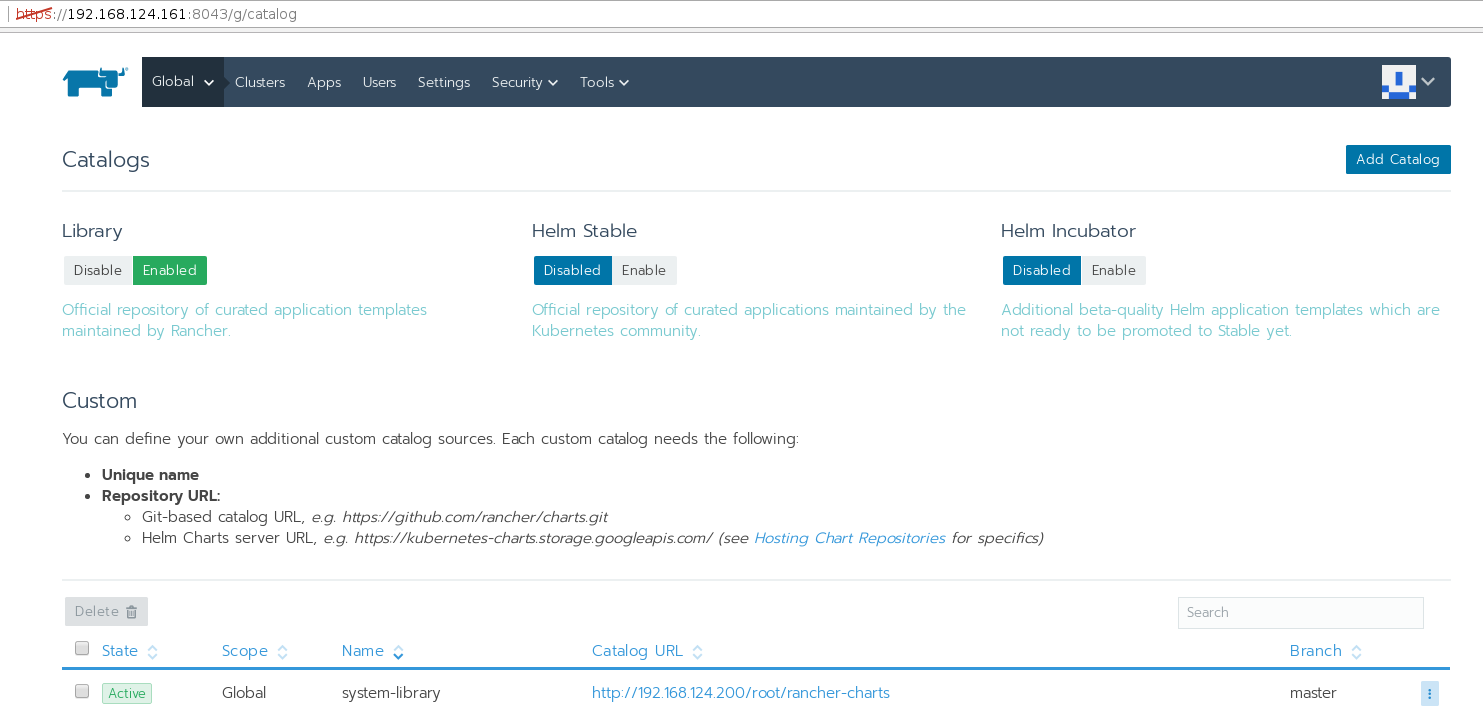 https://192.168.124.161:8043/g/catalog
Global Clusters Apps Users Settings Security Tools
Catalogs Add Catalog
Library
Disable Enabled
Official repository of curated application templates
maintained by Rancher.
Helm Stable
Disabled Enable
Official repository of curated applications maintained by the
Kubernetes community.
Helm Incubator
Disabled Enable
Additional beta-quality Helm application templates which are
not ready to be promoted to Stable yet.
Custom
You can define your own additional custom catalog sources. Each custom catalog needs the following:
• Unique name
• Repository URL:
◦ Git-based catalog URL, e.g. https://github.com/rancher/charts.git
◦ Helm Charts server URL, e.g. https://kubernetes-charts.storage.googleapis.com/ (see Hosting Chart Repositories for specifics)
Delete Search
State Scope Name Catalog URL Branch
Active Global system-library http://192.168.124.200/root/rancher-charts master